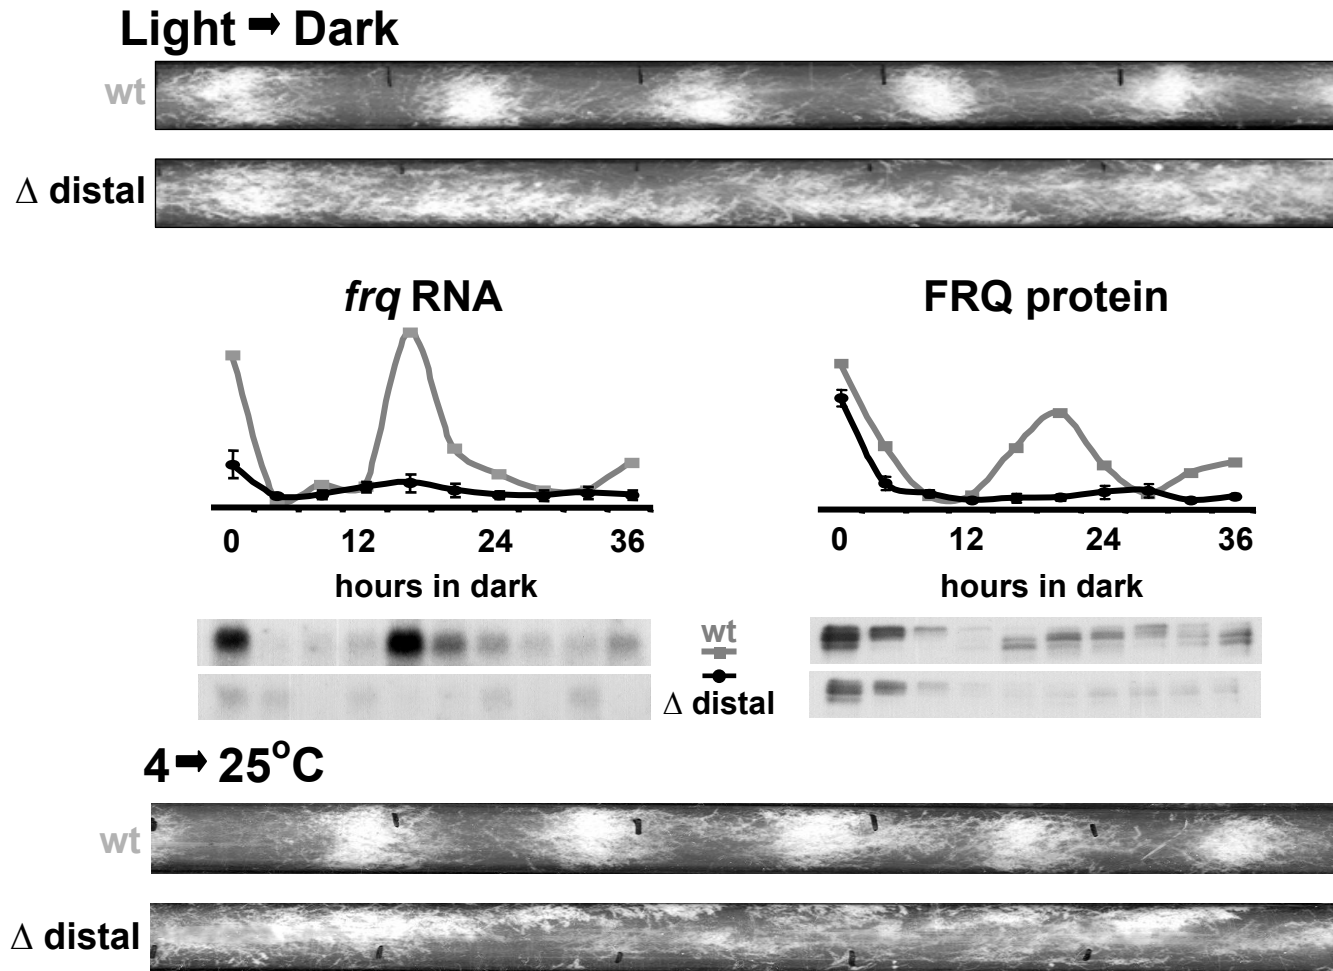 Light ➡ Dark
wt
Δ distal
frq RNA
FRQ protein
0 12 24 36
0 12 24 36
hours in dark
hours in dark
wt
Δ distal
4 ➡ 25°C
wt
Δ distal